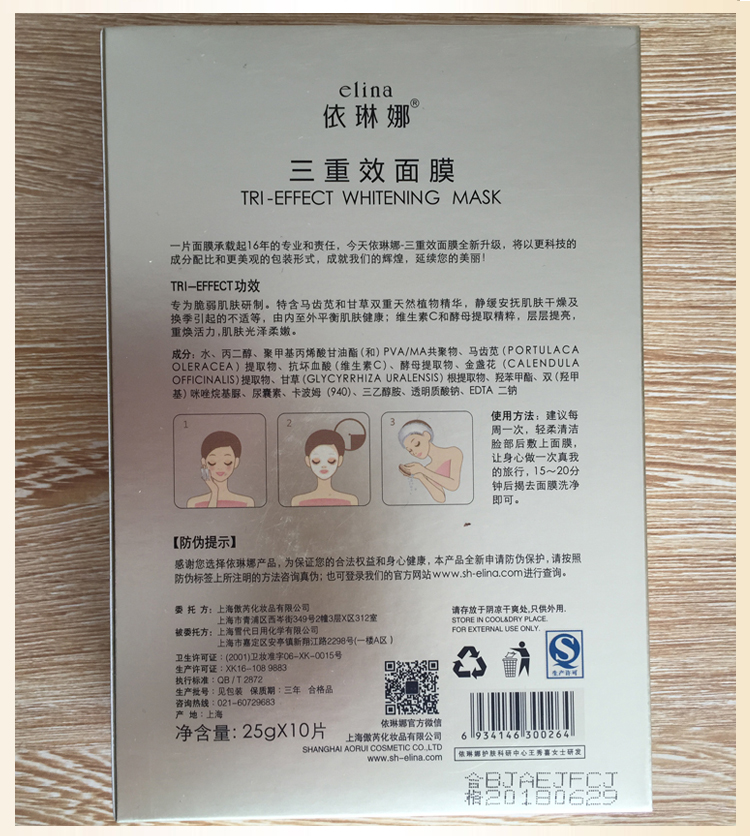 elina
依琳娜®
三重效面膜
TRI-EFFECT WHITENING MASK
一片面膜承载起16年的专业和责任，今天依琳娜-三重效面膜全新升级，将以更科技的
成分配比和更美观的包装形式，成就我们的辉煌，延续您的美丽！
TRI-EFFECT功效
专为脆弱肌肤研制。特含马齿苋和甘草双重天然植物精华，静缓安抚肌肤干燥及
换季引起的不适等，由内至外平衡肌肤健康；维生素C和酵母提取精粹，层层提亮，
重焕活力，肌肤光泽柔嫩。
成分：水、丙二醇、聚甲基丙烯酸甘油酯（和）PVA/MA共聚物、马齿苋（PORTULACA
OLERACEA）提取物、抗坏血酸（维生素C）、酵母提取物、金盏花（CALENDULA
OFFICINALIS）提取物、甘草（GLYCYRRHIZA URALENSIS）根提取物、羟苯甲酯、双（羟甲
基）咪唑烷基脲、尿囊素、卡波姆（940）、三乙醇胺、透明质酸钠、EDTA 二钠
1
2
3
使用方法：建议每
周一次，轻柔清洁
脸部后敷上面膜，
让身心做一次真我
的旅行，15～20分
钟后揭去面膜洗净
即可。
【防伪提示】
感谢您选择依琳娜产品，为保证您的合法权益和身心健康，本产品全新申请防伪保护，请按照
防伪标签上所注明的方法咨询真伪；也可登录我们的官方网站www.sh-elina.com进行查询。
委 托 方：上海傲芮化妆品有限公司
上海市青浦区西岑街349号2幢3层X区312室
被委托方：上海雪代日用化学有限公司
上海市嘉定区安亭镇新翔江路2298号(一楼A区）
卫生许可证：(2001)卫妆准字06-XK-0015号
生产许可证：XK16-108 9883
执行标准：QB/T 2872
生产批号：见包装 保质期：三年 合格品
咨询热线：021-60729683
产 地：上海
净含量：25gX10片
请存放于阴凉干爽处,只供外用.
STORE IN COOL&DRY PLACE.
FOR EXTERNAL USE ONLY.
QS
生产许可
依琳娜官方微信
上海傲芮化妆品有限公司
SHANGHAI AORUI COSMETIC CO.,LTD
www.sh-elina.com
6 934146 300264
依琳娜护肤科研中心王秀嘉女士研发
合格
BJAEJFCJ
20180629